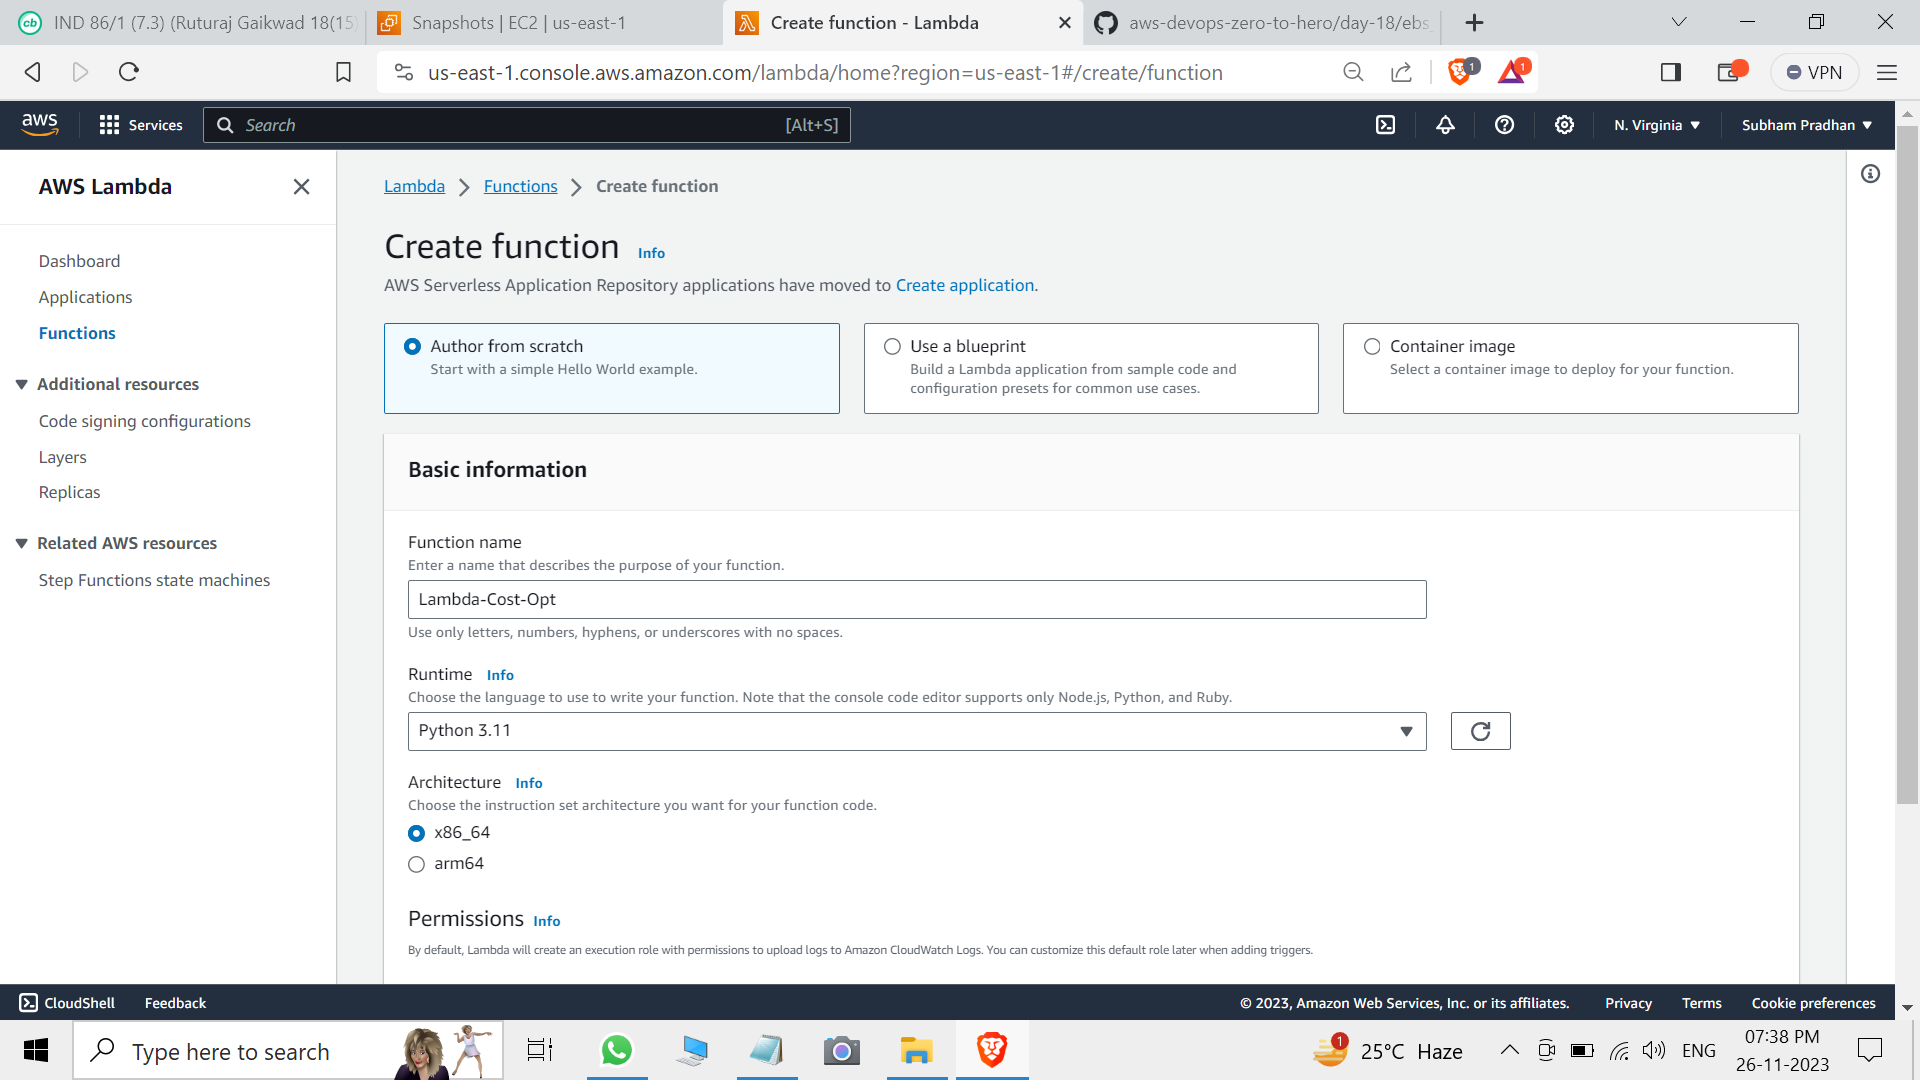 IND 86/1 (7.3) (Ruturaj Gaikwad 18(15)
Snapshots | EC2 | us-east-1
Create function - Lambda
aws-devops-zero-to-hero/day-18/ebs_
us-east-1.console.aws.amazon.com/lambda/home?region=us-east-1#/create/function
1
1
VPN
aws
Services
Search
[Alt+S]
N. Virginia
Subham Pradhan
AWS Lambda
Dashboard
Applications
Functions
Additional resources
Code signing configurations
Layers
Replicas
Related AWS resources
Step Functions state machines
Lambda
Functions
Create function
Create function
Info
AWS Serverless Application Repository applications have moved to Create application.
Author from scratch
Start with a simple Hello World example.
Use a blueprint
Build a Lambda application from sample code and
configuration presets for common use cases.
Container image
Select a container image to deploy for your function.
Basic information
Function name
Enter a name that describes the purpose of your function.
Lambda-Cost-Opt
Use only letters, numbers, hyphens, or underscores with no spaces.
Runtime
Info
Choose the language to use to write your function. Note that the console code editor supports only Node.js, Python, and Ruby.
Python 3.11
Architecture
Info
Choose the instruction set architecture you want for your function code.
x86_64
arm64
Permissions
Info
By default, Lambda will create an execution role with permissions to upload logs to Amazon CloudWatch Logs. You can customize this default role later when adding triggers.
CloudShell
Feedback
© 2023, Amazon Web Services, Inc. or its affiliates.
Privacy
Terms
Cookie preferences
Type here to search
1
25°C Haze
ENG
07:38 PM
26-11-2023